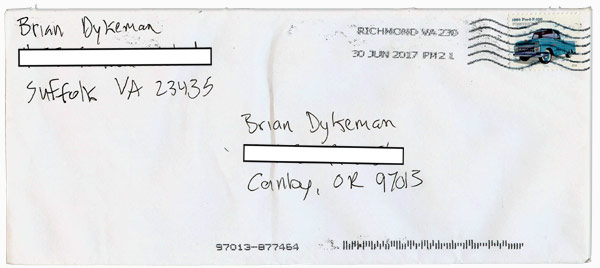 Brian Dykeman
Suffolk VA 23435
RICHMOND VA 230
30 JUN 2017 PM 2 L
Brian Dykeman
Canby, OR 97013
97013-877464